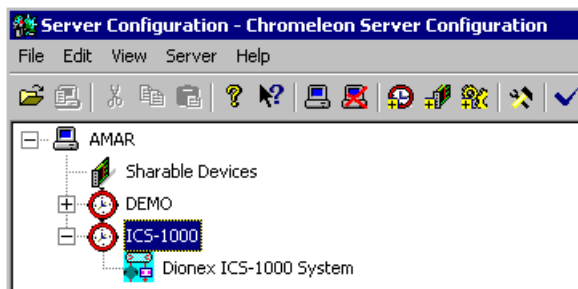 Server Configuration - Chromeleon Server Configuration
File Edit View Server Help
AMAR
Sharable Devices
DEMO
ICS-1000
Dionex ICS-1000 System